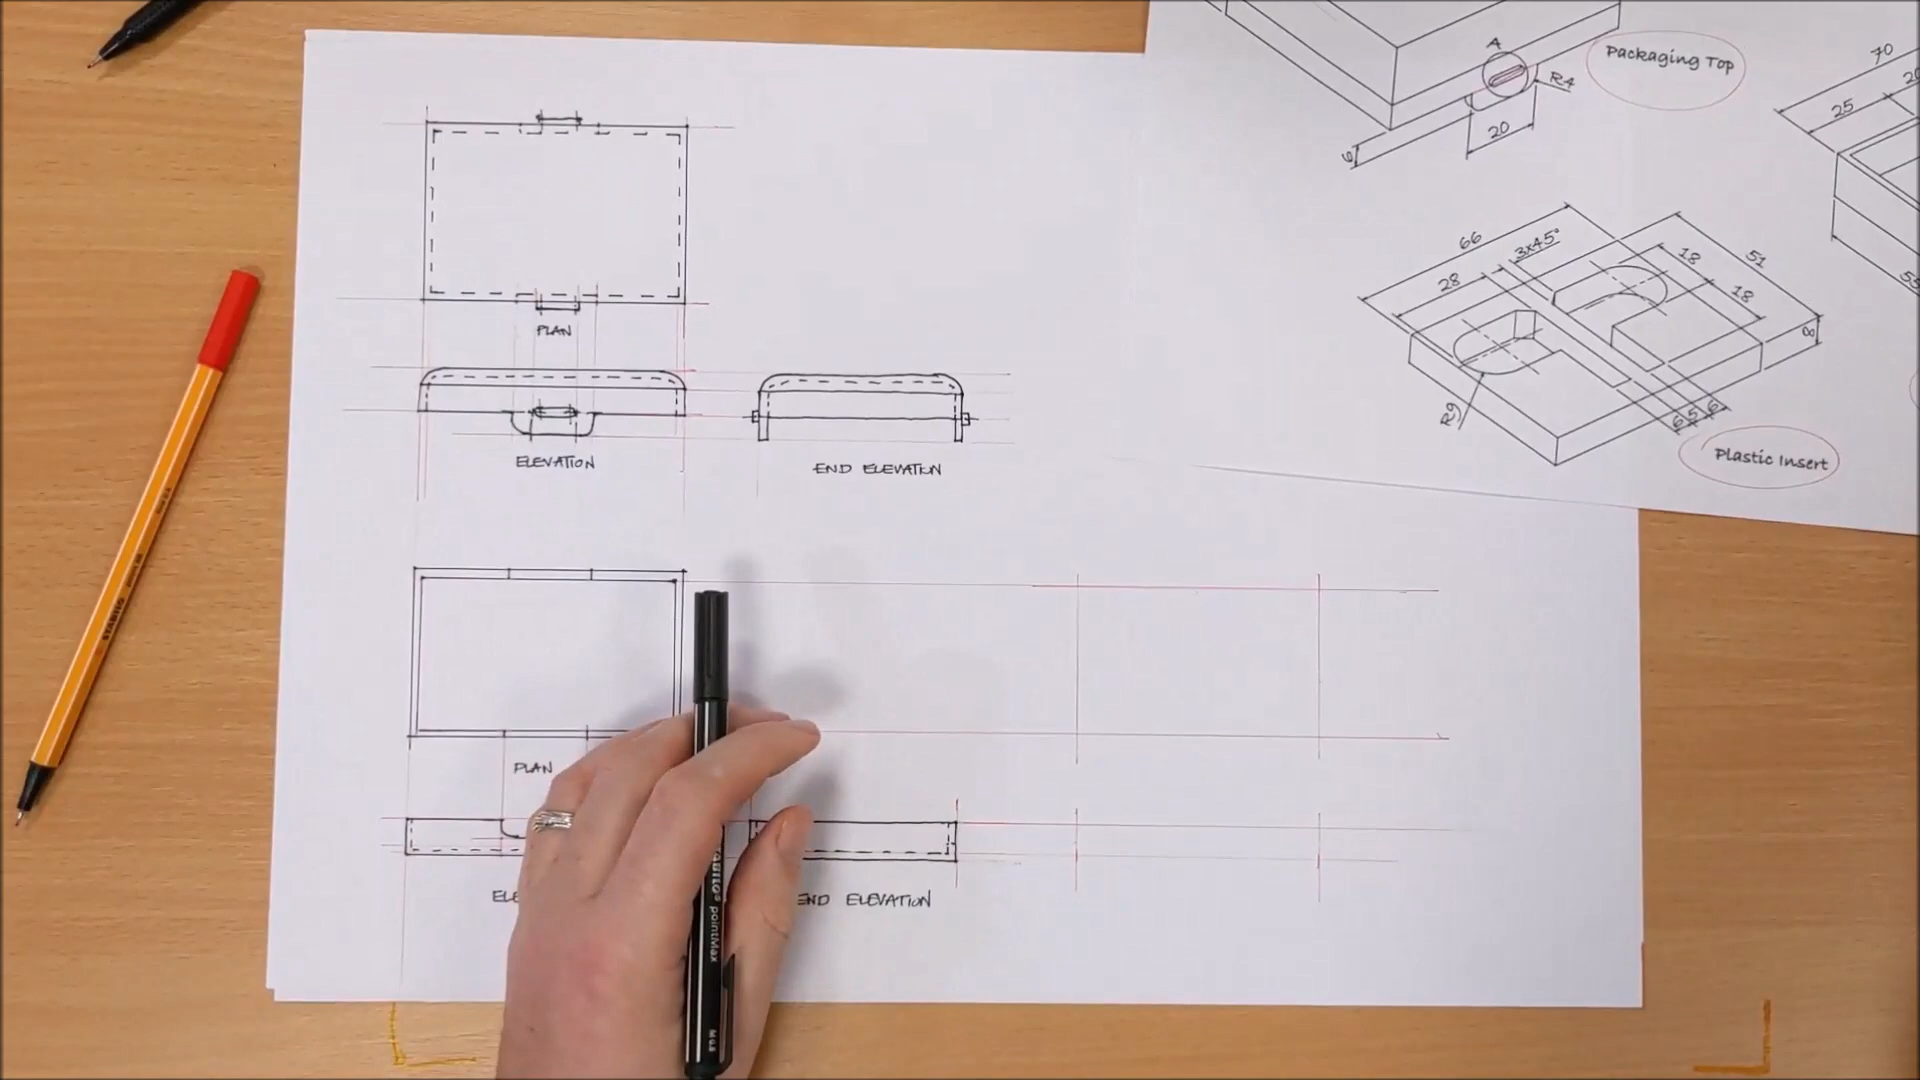 A
Packaging Top
R4
20
6
70
25
66
3x45°
28
18
51
18
8
R9
6
5
6
Plastic Insert
PLAN
ELEVATION
END ELEVATION
PLAN
END ELEVATION
STABILO
STABILO pointMax